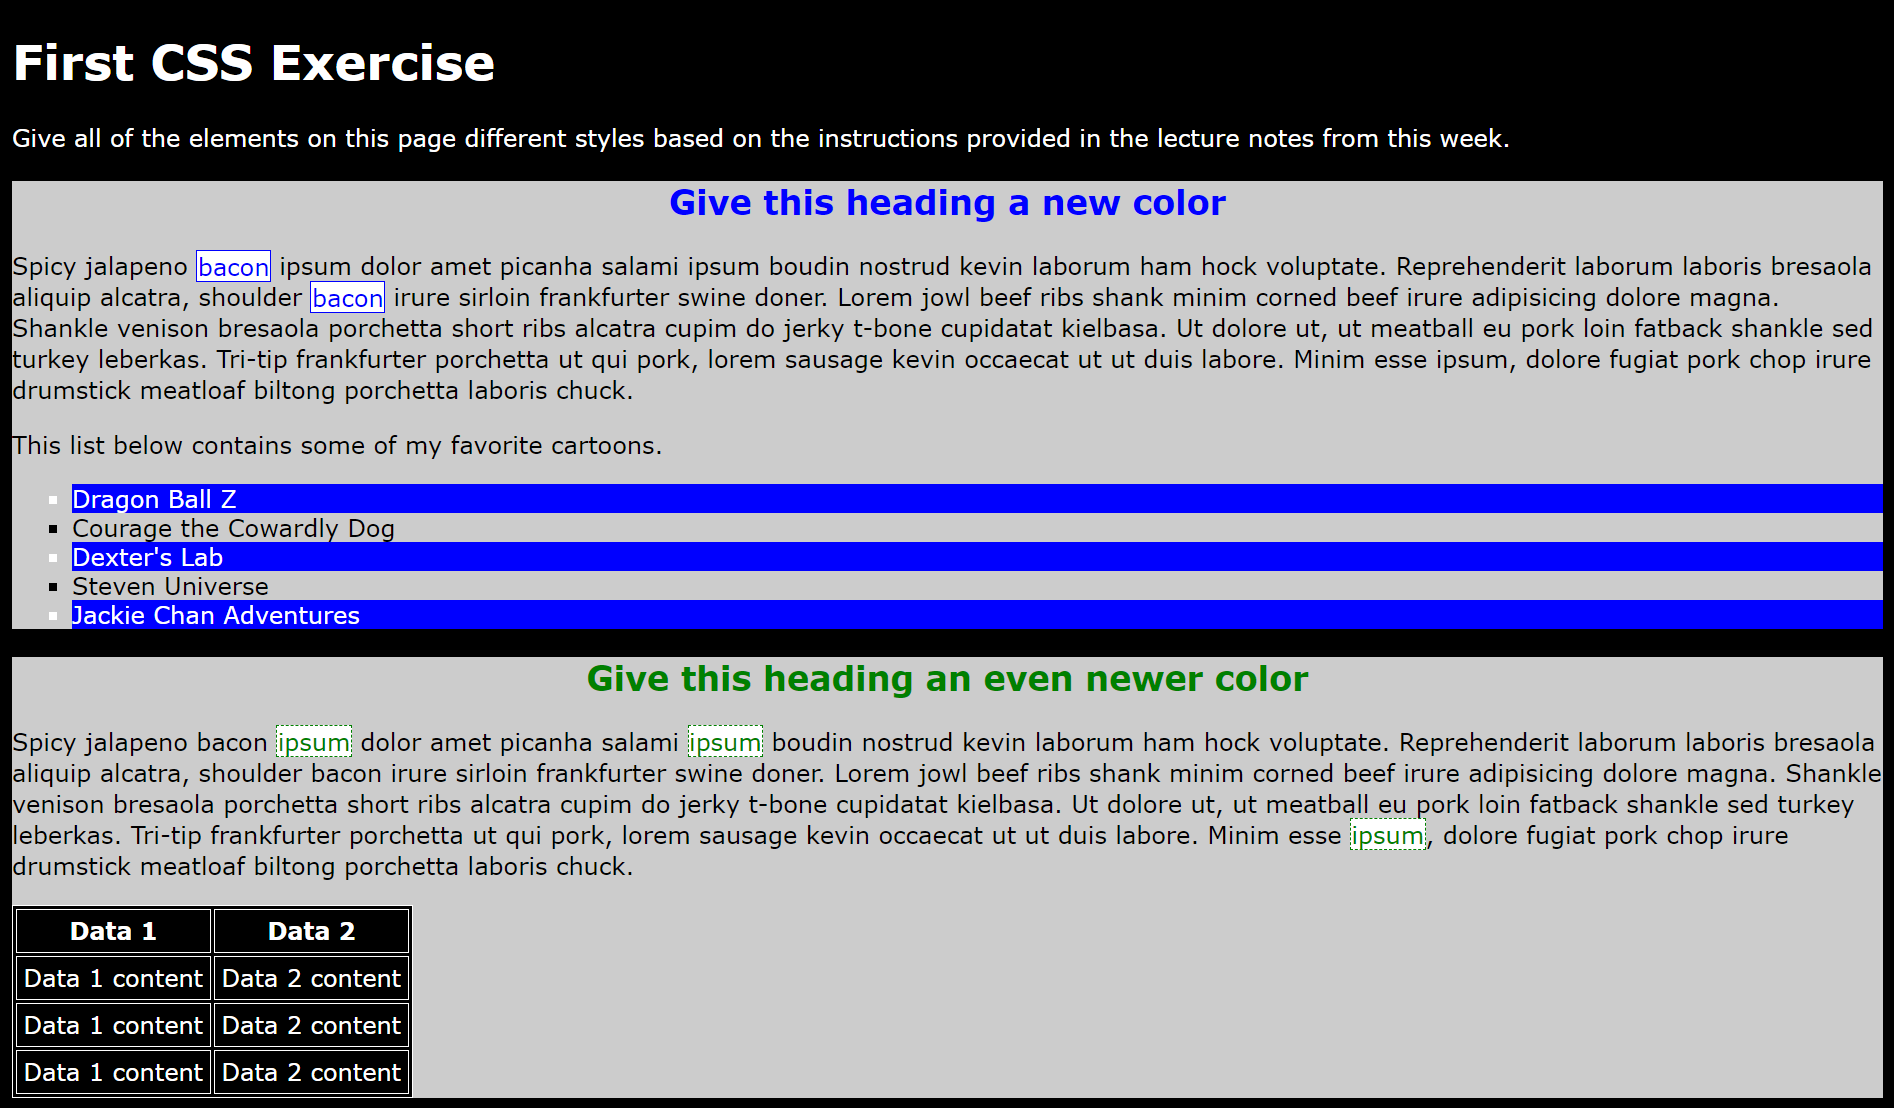 First CSS Exercise
Give all of the elements on this page different styles based on the instructions provided in the lecture notes from this week.
Give this heading a new color
Spicy jalapeno bacon ipsum dolor amet picanha salami ipsum boudin nostrud kevin laborum ham hock voluptate. Reprehenderit laborum laboris bresaola
aliquip alcatra, shoulder bacon irure sirloin frankfurter swine doner. Lorem jowl beef ribs shank minim corned beef irure adipisicing dolore magna.
Shankle venison bresaola porchetta short ribs alcatra cupim do jerky t-bone cupidatat kielbasa. Ut dolore ut, ut meatball eu pork loin fatback shankle sed
turkey leberkas. Tri-tip frankfurter porchetta ut qui pork, lorem sausage kevin occaecat ut ut duis labore. Minim esse ipsum, dolore fugiat pork chop irure
drumstick meatloaf biltong porchetta laboris chuck.
This list below contains some of my favorite cartoons.
Dragon Ball Z
Courage the Cowardly Dog
Dexter's Lab
Steven Universe
Jackie Chan Adventures
Give this heading an even newer color
Spicy jalapeno bacon ipsum dolor amet picanha salami ipsum boudin nostrud kevin laborum ham hock voluptate. Reprehenderit laborum laboris bresaola
aliquip alcatra, shoulder bacon irure sirloin frankfurter swine doner. Lorem jowl beef ribs shank minim corned beef irure adipisicing dolore magna. Shankle
venison bresaola porchetta short ribs alcatra cupim do jerky t-bone cupidatat kielbasa. Ut dolore ut, ut meatball eu pork loin fatback shankle sed turkey
leberkas. Tri-tip frankfurter porchetta ut qui pork, lorem sausage kevin occaecat ut ut duis labore. Minim esse ipsum, dolore fugiat pork chop irure
drumstick meatloaf biltong porchetta laboris chuck.
Data 1 Data 2
Data 1 content Data 2 content
Data 1 content Data 2 content
Data 1 content Data 2 content